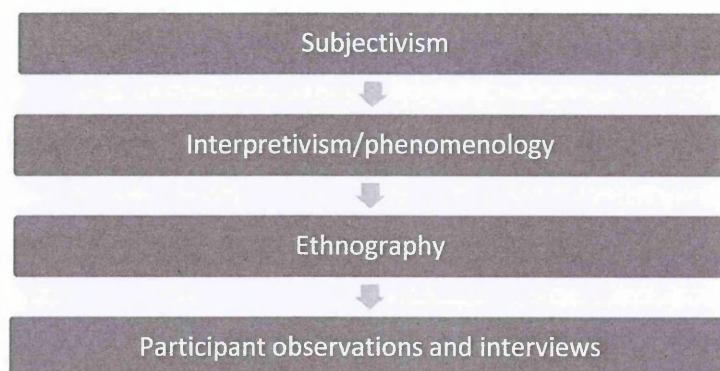 Subjectivism
Interpretivism/phenomenology
Ethnography
Participant observations and interviews